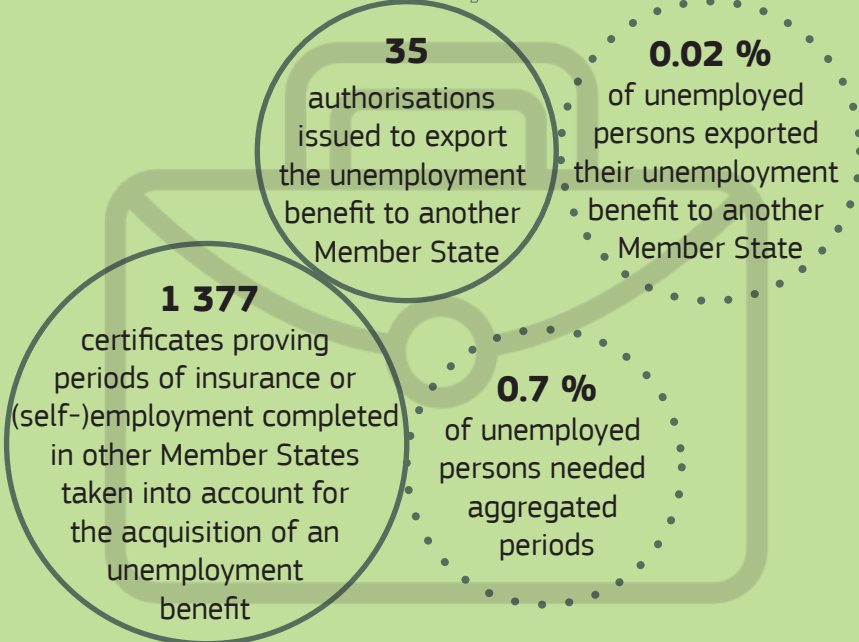 35
authorisations
issued to export
the unemployment
benefit to another
Member State
0.02 %
of unemployed
persons exported
their unemployment
benefit to another
Member State
1 377
certificates proving
periods of insurance or
(self-)employment completed
in other Member States
taken into account for
the acquisition of an
unemployment
benefit
0.7 %
of unemployed
persons needed
aggregated
periods